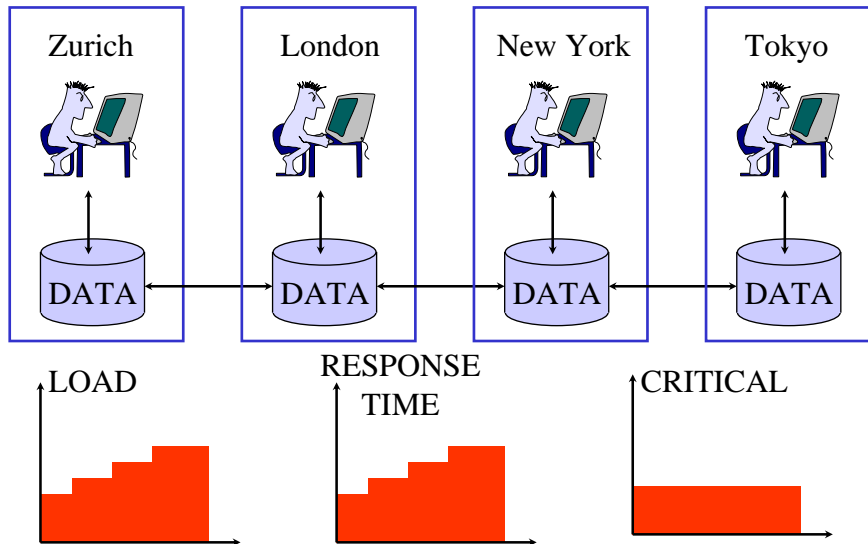 Zurich
London
New York
Tokyo
DATA
DATA
DATA
DATA
LOAD
RESPONSE
TIME
CRITICAL